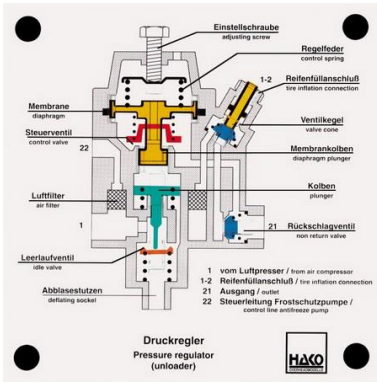 Einstellschraube
adjusting screw
Regelfeder
control spring
1-2
Reifenfüllanschluß
tire inflation connection
Membrane
diaphragm
Ventilkegel
valve cone
Steuerventil
control valve
22
Membrankolben
diaphragm plunger
Kolben
plunger
Luftfilter
air filter
1
21
Rückschlagventil
non return valve
Leerlaufventil
idle valve
1 vom Luftpresser / from air compressor
1-2 Reifenfüllanschluß / tire inflation connection
21 Ausgang / outlet
22 Steuerleitung Frostschutzpumpe /
control line antifreeze pump
Abblasestutzen
deflating sockel
Druckregler
Pressure regulator
(unloader)
HAKO